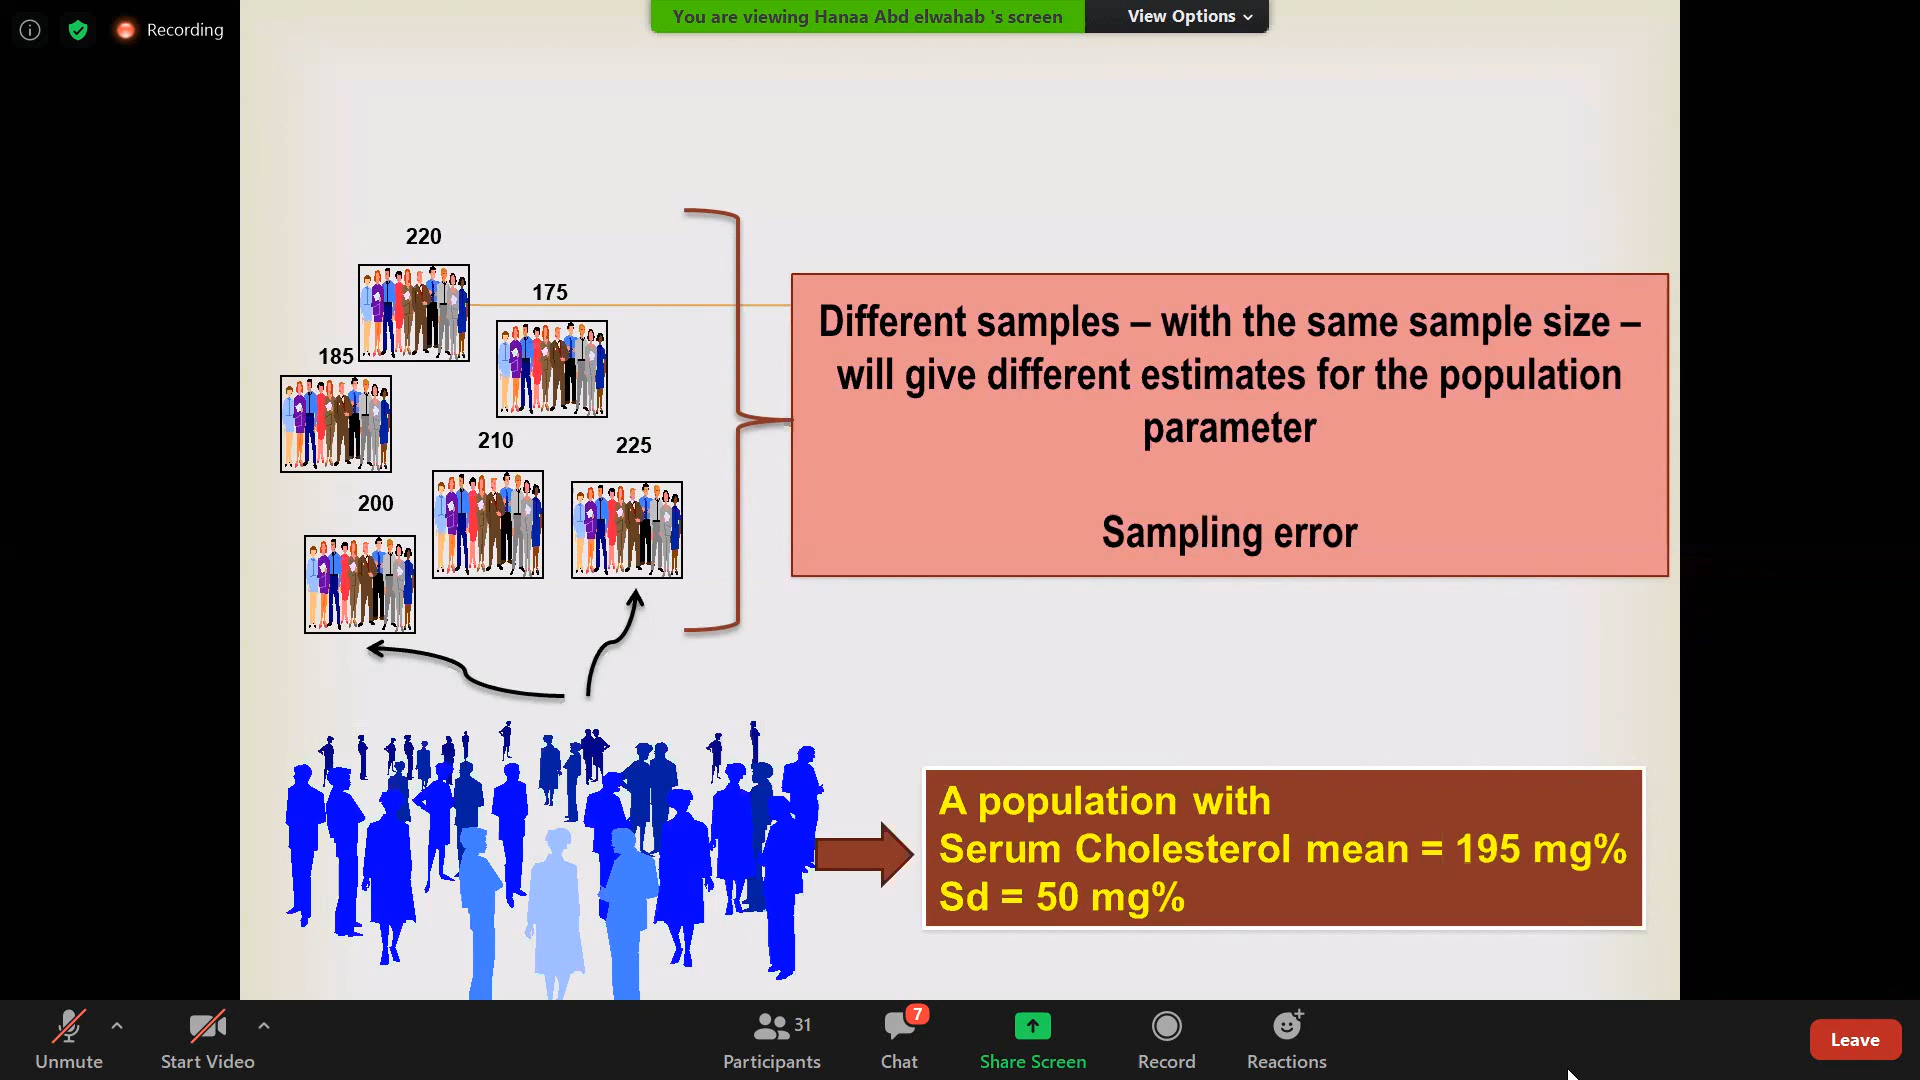 Recording
You are viewing Hanaa Abd elwahab 's screen
View Options
220
175
185
210
225
200
Different samples – with the same sample size –
will give different estimates for the population
parameter
Sampling error
A population with
Serum Cholesterol mean = 195 mg%
Sd = 50 mg%
Unmute
Start Video
31
Participants
7
Chat
Share Screen
Record
Reactions
Leave